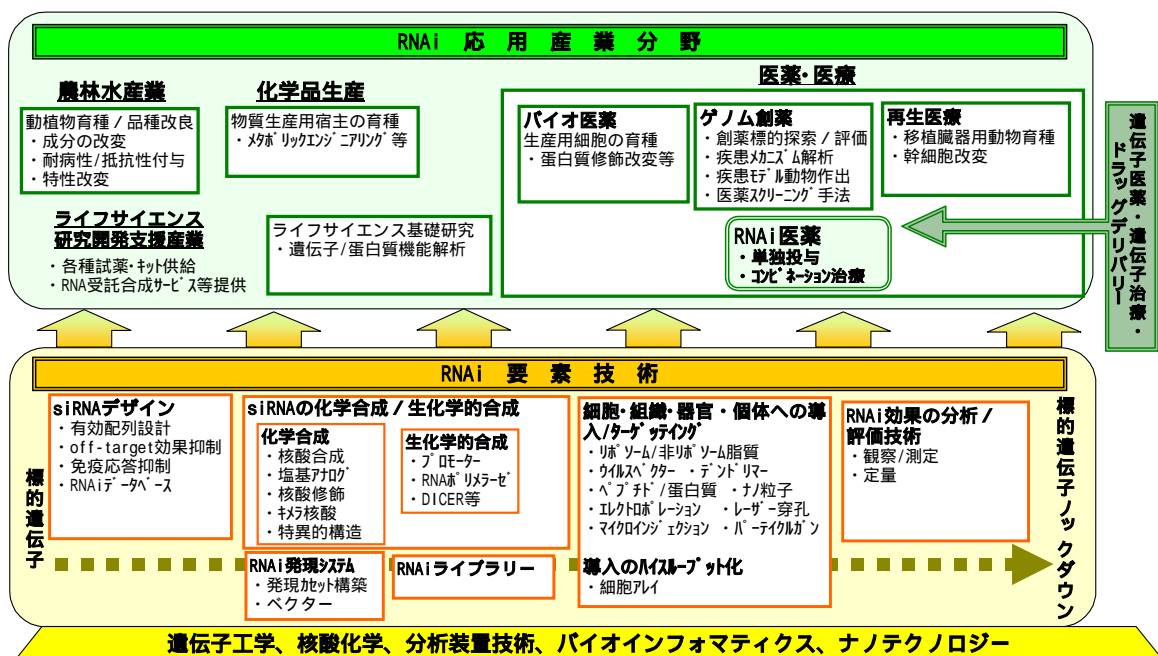 RNAi 応用産業分野
農林水産業
動植物育種/品種改良
・成分の改変
・耐病性/抵抗性付与
・特性改変
化学品生産
物質生産用宿主の育種
・メタボリックエンジニアリング等
医薬・医療
バイオ医薬
生産用細胞の育種
・蛋白質修飾改変等
ゲノム創薬
・創薬標的探索/評価
・疾患メカニズム解析
・疾患モデル動物作出
・医薬スクリーニング手法
再生医療
・移植臓器用動物育種
・幹細胞改変
ライフサイエンス
研究開発支援産業
・各種試薬・キット供給
・RNA受託合成サービス等提供
ライフサイエンス基礎研究
・遺伝子/蛋白質機能解析
RNAi医薬
・単独投与
・コンビネーション治療
遺伝子医薬・遺伝子治療・
ドラッグデリバリー
RNAi 要素技術
標的遺伝子
siRNAデザイン
・有効配列設計
・off-target効果抑制
・免疫応答抑制
・RNAiデータベース
siRNAの化学合成/生化学的合成
化学合成
・核酸合成
・塩基アナログ
・核酸修飾
・キメラ核酸
・特異的構造
生化学的合成
・プロモーター
・RNAポリメラーゼ
・DICER等
RNAi発現システム
・発現カセット構築
・ベクター
RNAiライブラリー
細胞・組織・器官・個体への導
入/ターゲッテイング
・リポソーム/非リポソーム脂質
・ウイルスベクター ・デンドリマー
・ペプチド/蛋白質 ・ナノ粒子
・エレクトロポレーション ・レーザー穿孔
・マイクロインジェクション ・パーティクルガン
導入のハイスループット化
・細胞アレイ
RNAi効果の分析/
評価技術
・観察/測定
・定量
標的遺伝子ノックダウン
遺伝子工学、核酸化学、分析装置技術、バイオインフォマティクス、ナノテクノロジー